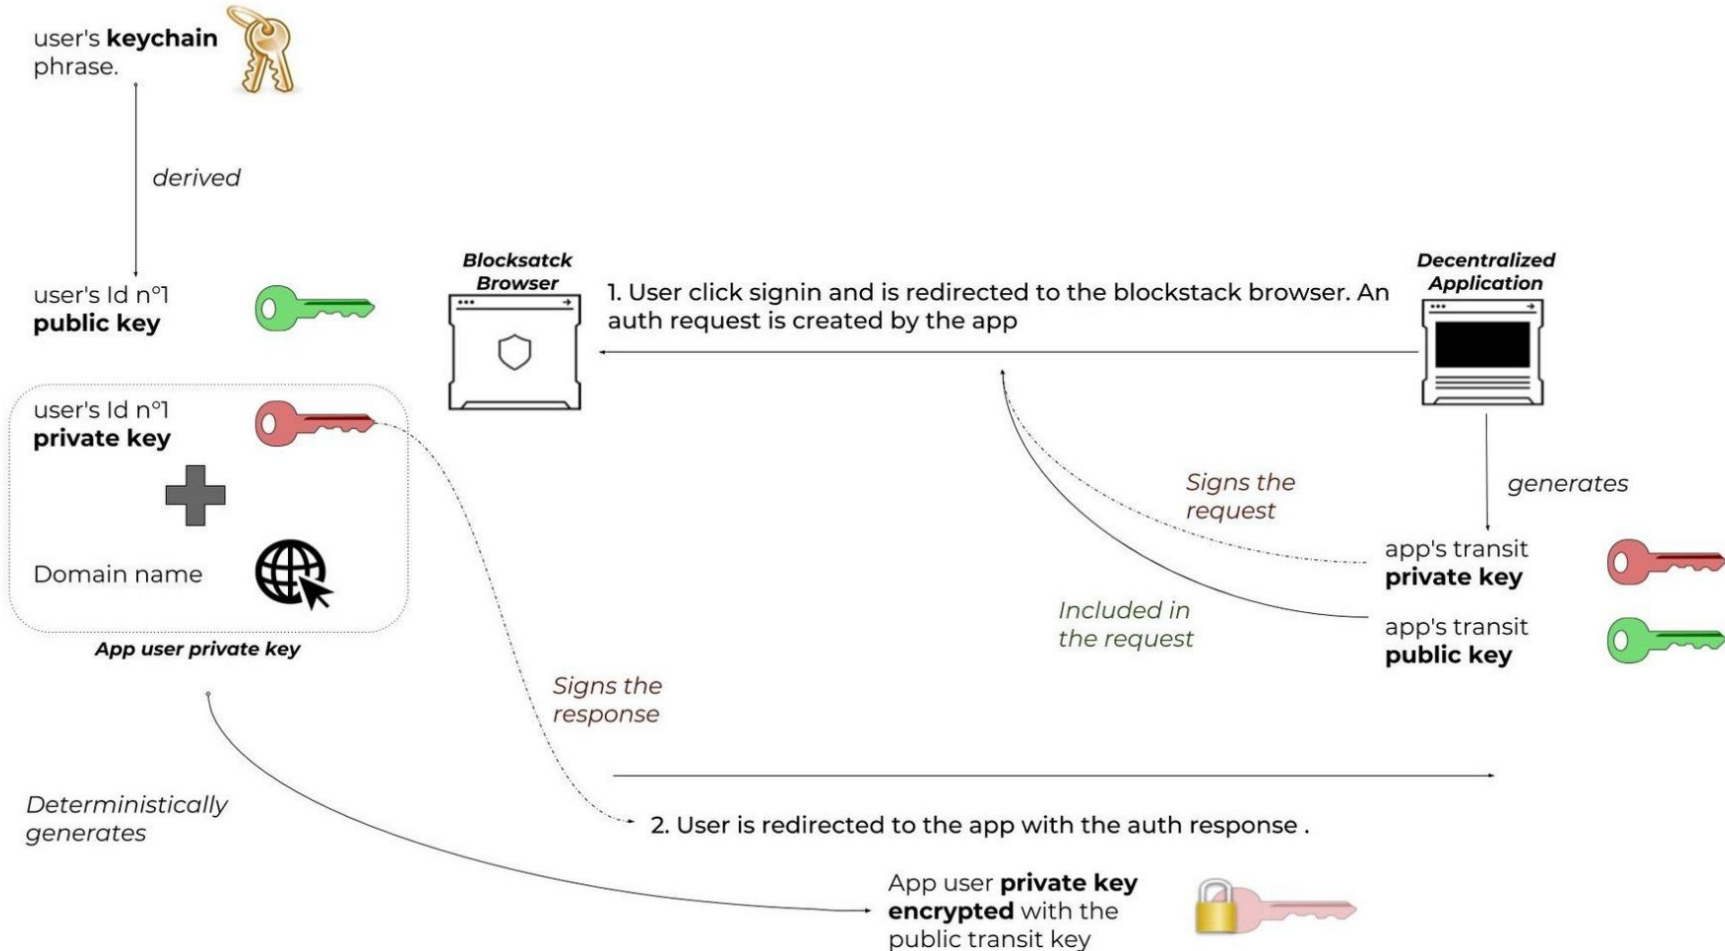 user's keychain
phrase.
derived
user's Id n°1
public key
user's Id n°1
private key
Domain name
App user private key
Deterministically
generates
Blocksatck
Browser
1. User click signin and is redirected to the blockstack browser. An
auth request is created by the app
Decentralized
Application
generates
Signs the
request
app's transit
private key
Included in
the request
app's transit
public key
Signs the
response
2. User is redirected to the app with the auth response .
App user private key
encrypted with the
public transit key